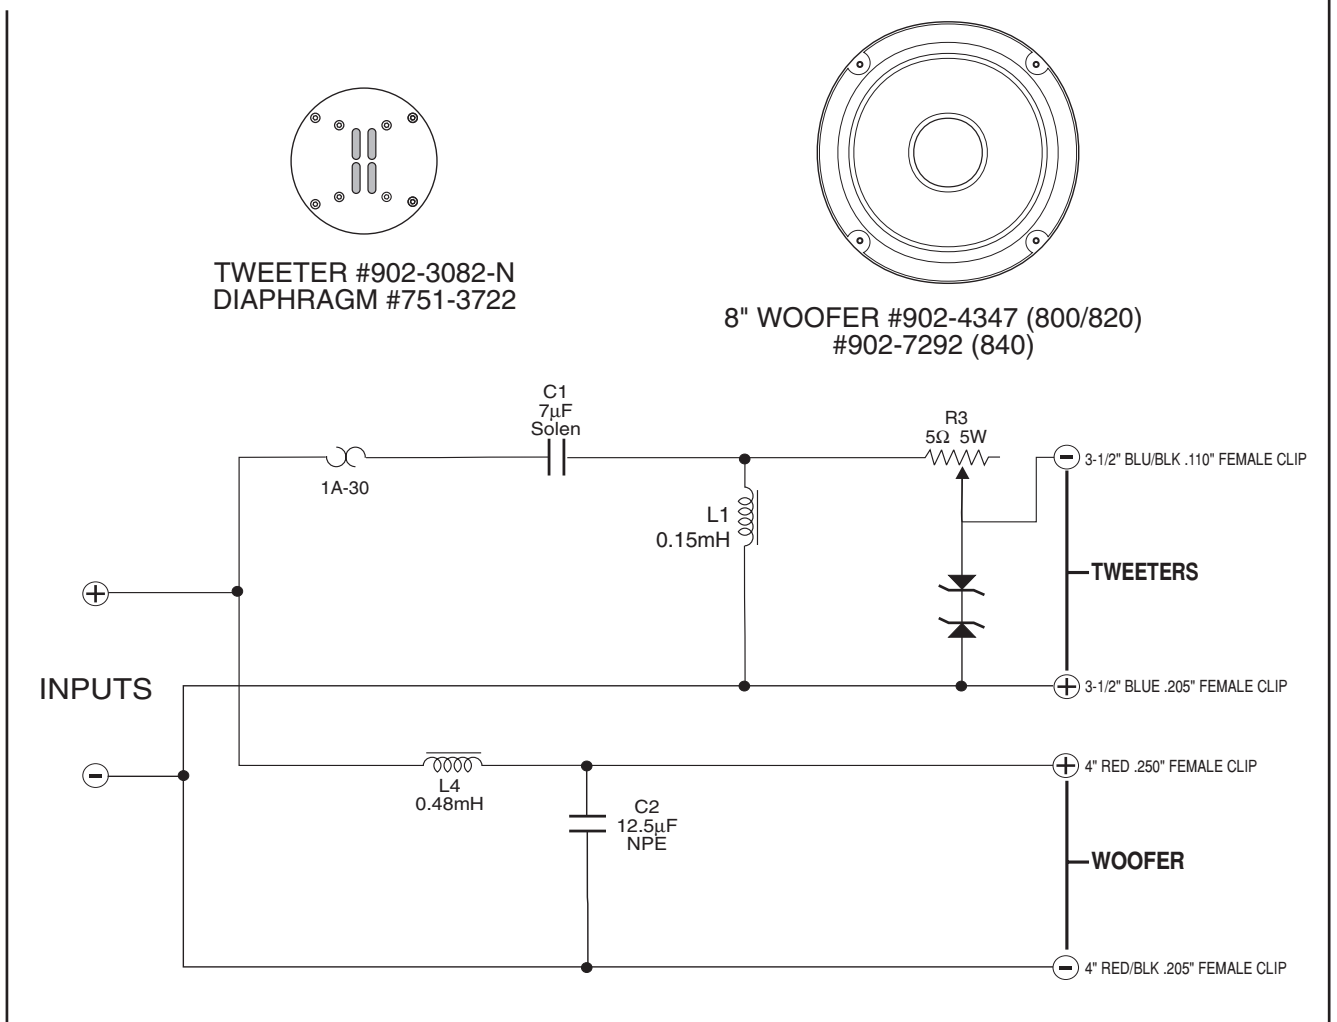 TWEETER #902-3082-N
DIAPHRAGM #751-3722
8" WOOFER #902-4347 (800/820)
#902-7292 (840)
C1
7µF
Solen
R3
5Ω 5W
3-1/2" BLU/BLK .110" FEMALE CLIP
1A-30
L1
0.15mH
TWEETERS
INPUTS
3-1/2" BLUE .205" FEMALE CLIP
4" RED .250" FEMALE CLIP
L4
0.48mH
C2
12.5µF
NPE
WOOFER
4" RED/BLK .205" FEMALE CLIP